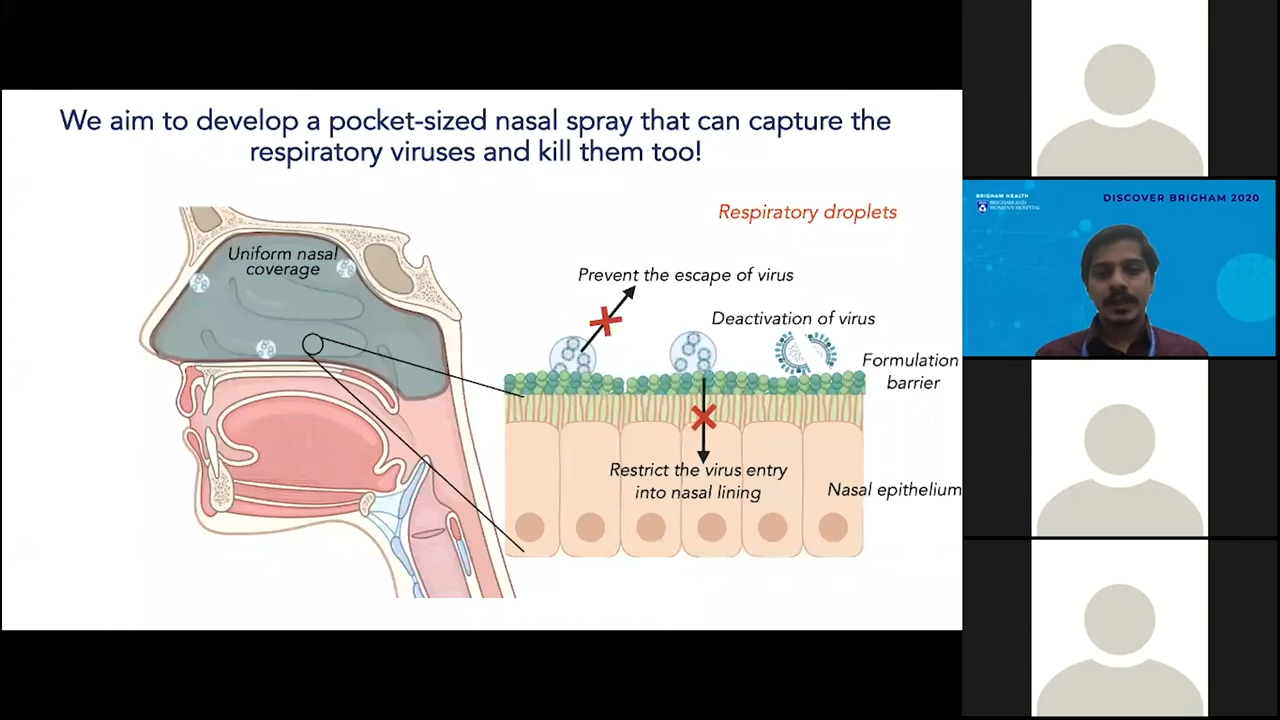 We aim to develop a pocket-sized nasal spray that can capture the
respiratory viruses and kill them too!
Respiratory droplets
Uniform nasal
coverage
Prevent the escape of virus
Deactivation of virus
Formulation
barrier
Restrict the virus entry
into nasal lining
Nasal epithelium
BRIGHAM HEALTH
BRIGHAM AND
WOMEN'S HOSPITAL
DISCOVER BRIGHAM 2020